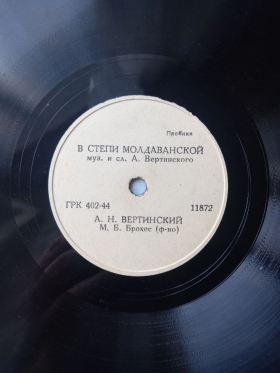 Пробная
В СТЕПИ МОЛДАВАНСКОЙ
муз. и сл. А. Вертинского
ГРК 402-44 11872
А. Н. ВЕРТИНСКИЙ
М. Б. Брохес (ф-но)